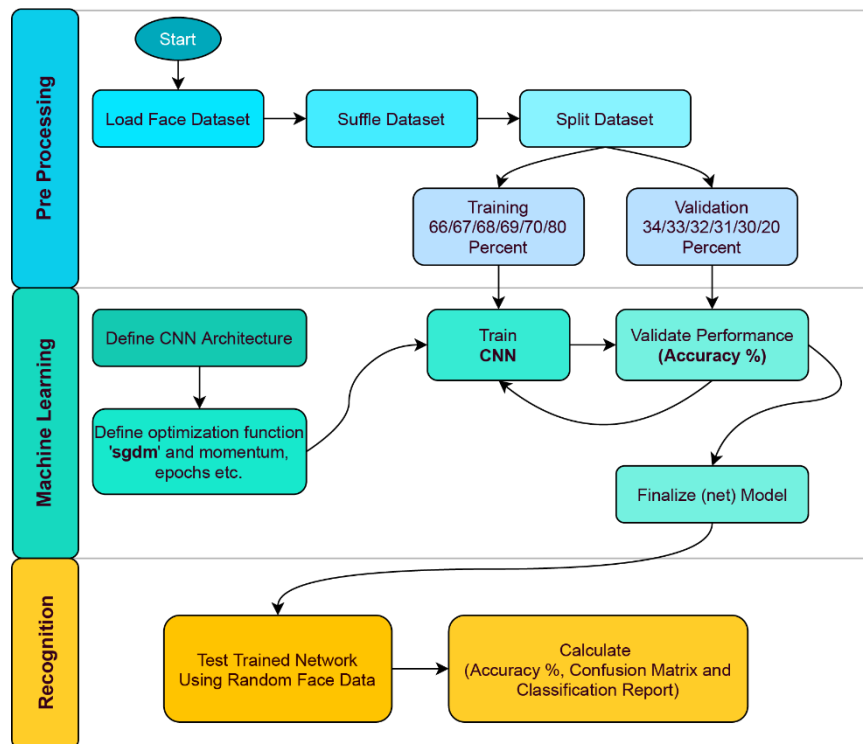 Pre Processing
Start
Load Face Dataset
Suffle Dataset
Split Dataset
Training
66/67/68/69/70/80
Percent
Validation
34/33/32/31/30/20
Percent
Machine Learning
Define CNN Architecture
Train
CNN
Validate Performance
(Accuracy %)
Define optimization function
'sgdm' and momentum,
epochs etc.
Finalize (net) Model
Recognition
Test Trained Network
Using Random Face Data
Calculate
(Accuracy %, Confusion Matrix and
Classification Report)